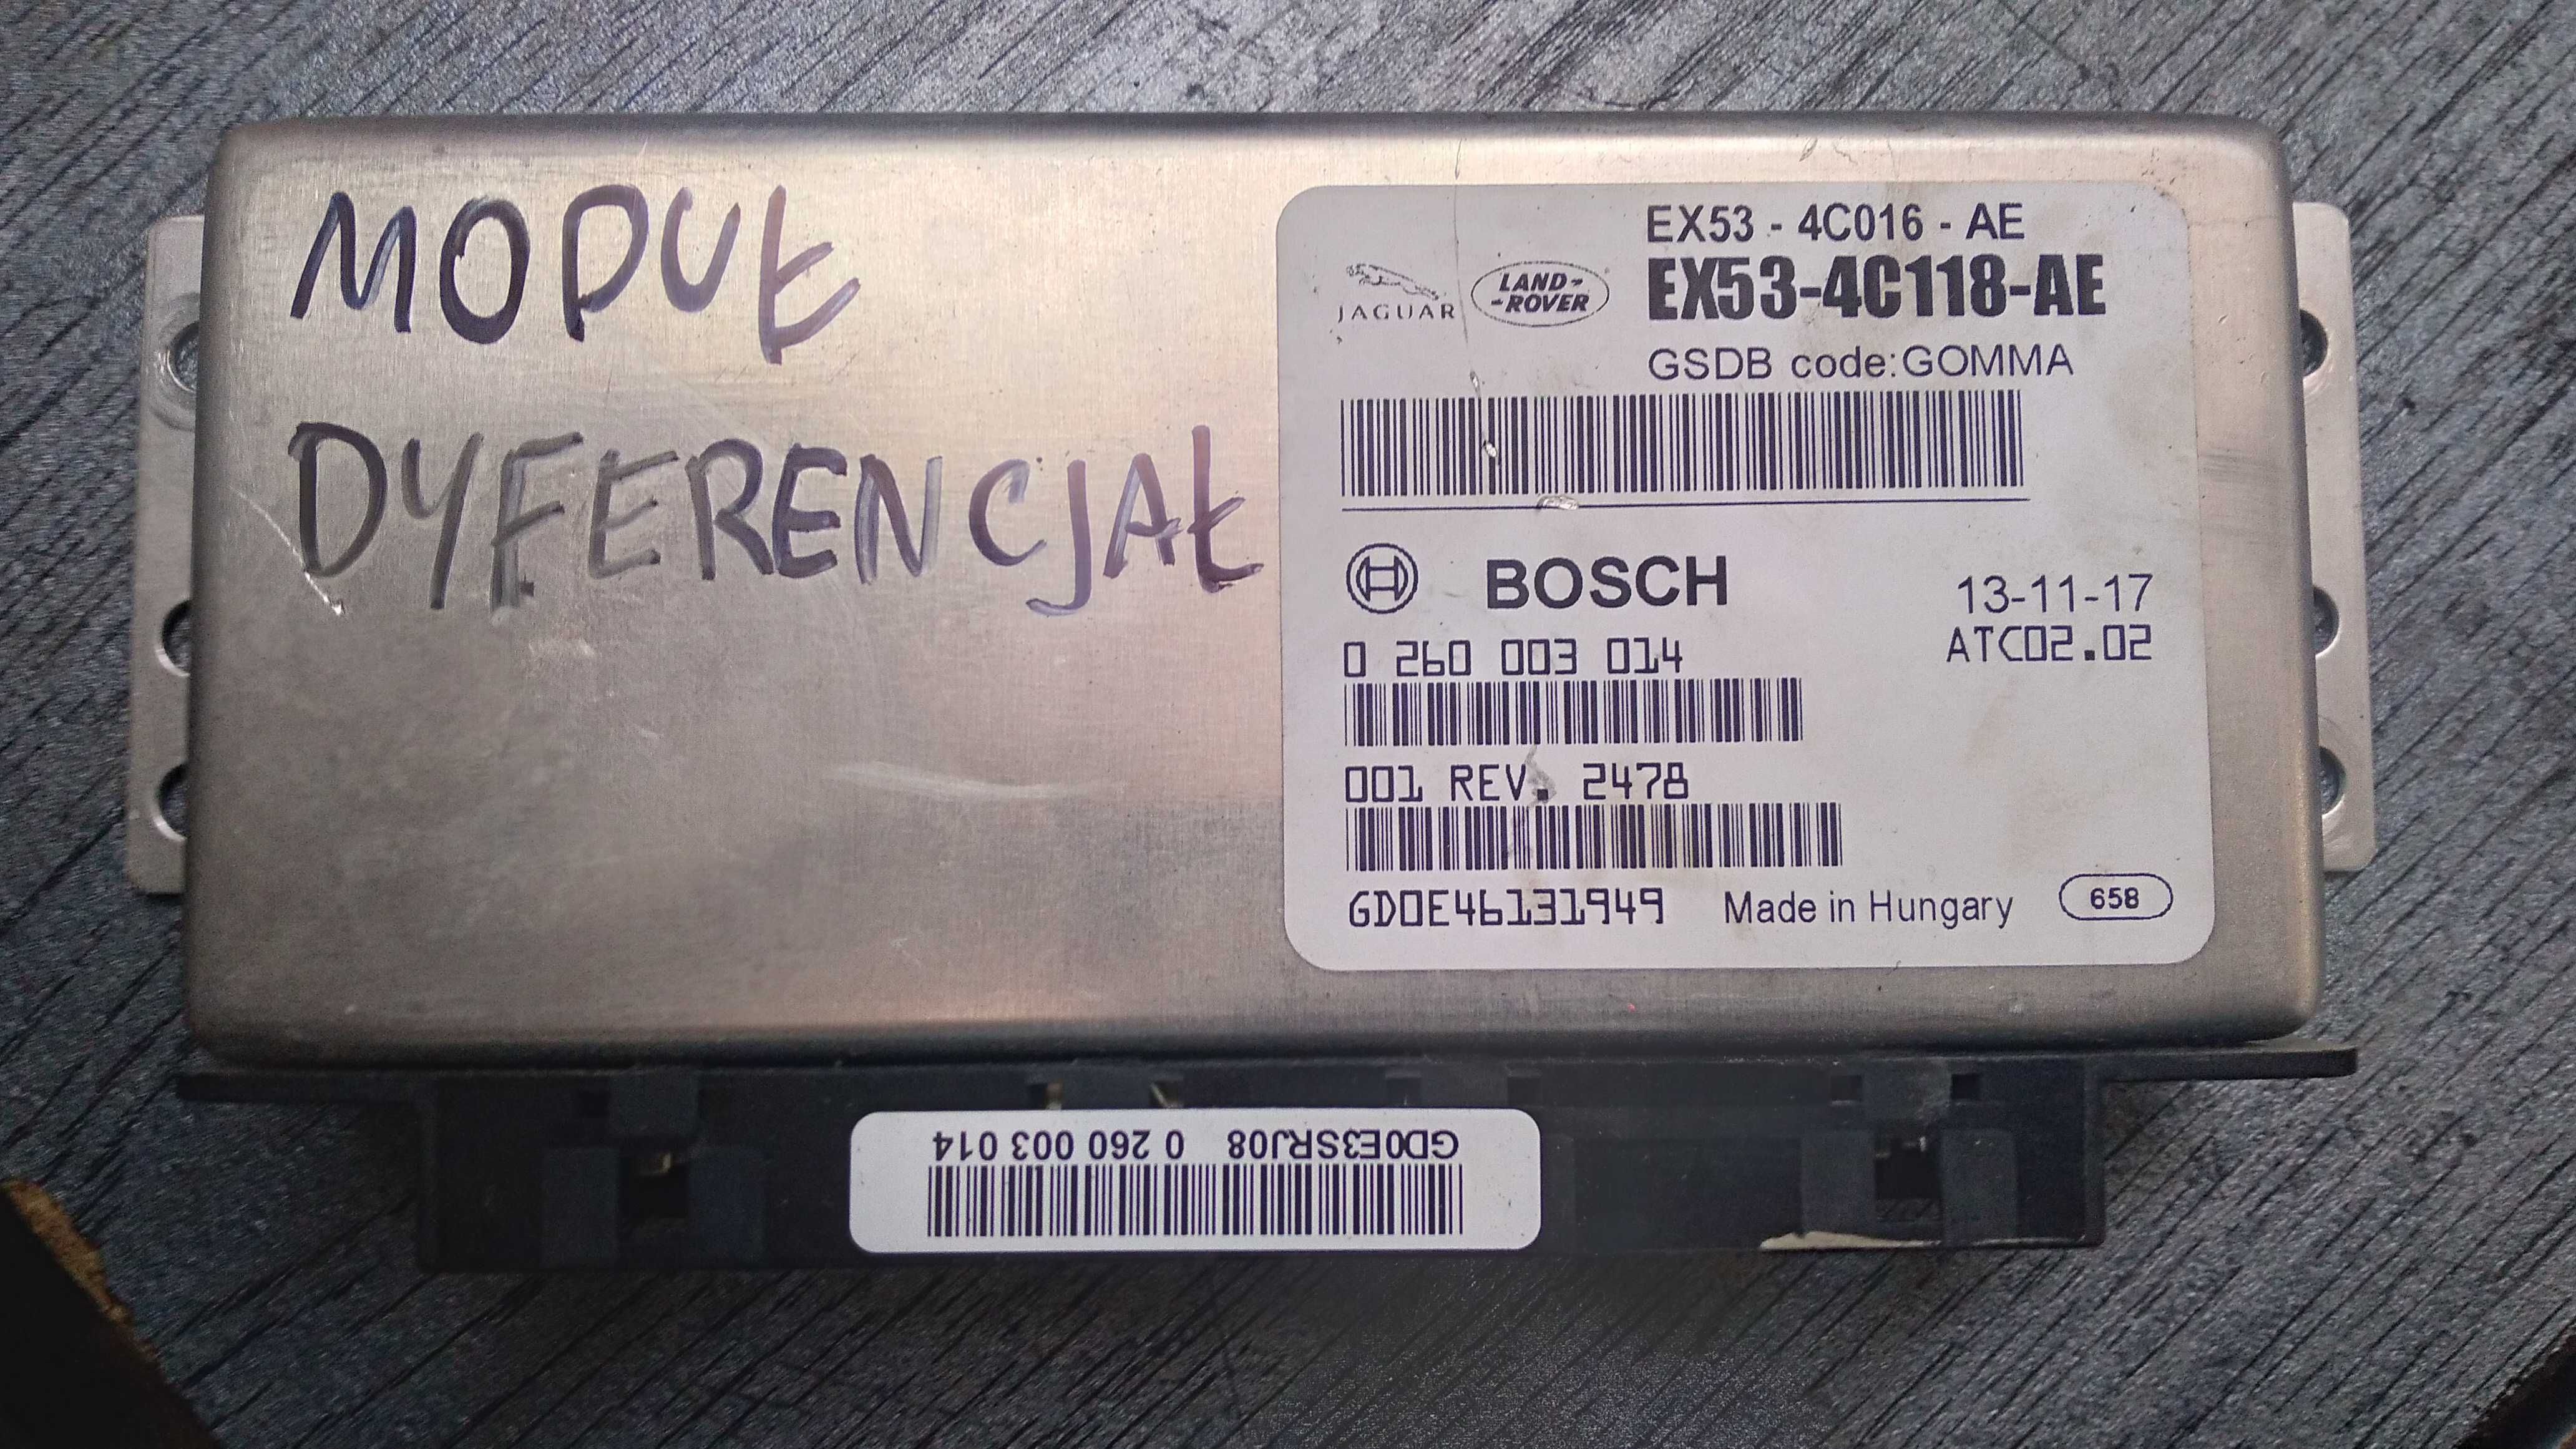 MODUŁ
DYFERENCJAŁ
EX53 - 4C016 - AE
JAGUAR
LAND-
-ROVER
EX53-4C118-AE
GSDB code:GOMMA
BOSCH
13-11-17
0 260 003 014
ATC02.02
001 REV. 2478
GD0E46131949 Made in Hungary 658
GD0E3SRJ08 0 260 003 014